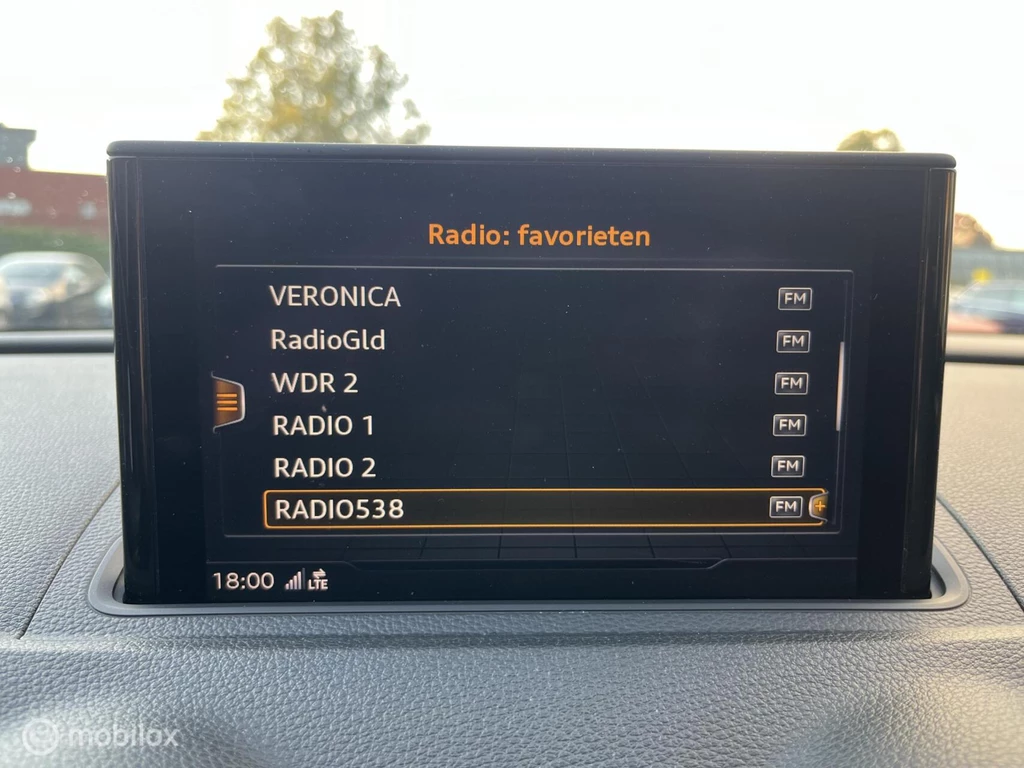 Radio: favorieten
VERONICA FM
RadioGld FM
WDR 2 FM
RADIO 1 FM
RADIO 2 FM
RADIO538 FM
18:00 LTE
mobilox